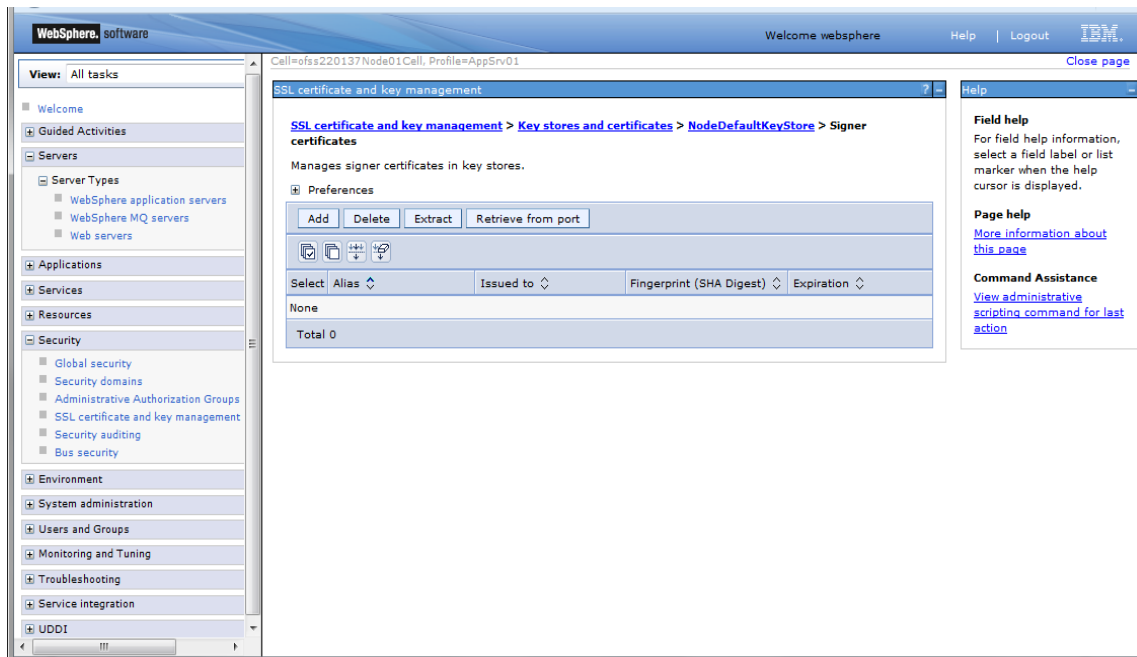 WebSphere. software
Welcome websphere
Help | Logout
IBM.
View: All tasks
Welcome
Guided Activities
Servers
Server Types
WebSphere application servers
WebSphere MQ servers
Web servers
Applications
Services
Resources
Security
Global security
Security domains
Administrative Authorization Groups
SSL certificate and key management
Security auditing
Bus security
Environment
System administration
Users and Groups
Monitoring and Tuning
Troubleshooting
Service integration
UDDI
Cell=ofss220137Node01Cell, Profile=AppSrv01
Close page
SSL certificate and key management
? -
SSL certificate and key management > Key stores and certificates > NodeDefaultKeyStore > Signer
certificates
Manages signer certificates in key stores.
Preferences
Add Delete Extract Retrieve from port
Select Alias Issued to Fingerprint (SHA Digest) Expiration
None
Total 0
Help
-
Field help
For field help information,
select a field label or list
marker when the help
cursor is displayed.
Page help
More information about
this page
Command Assistance
View administrative
scripting command for last
action